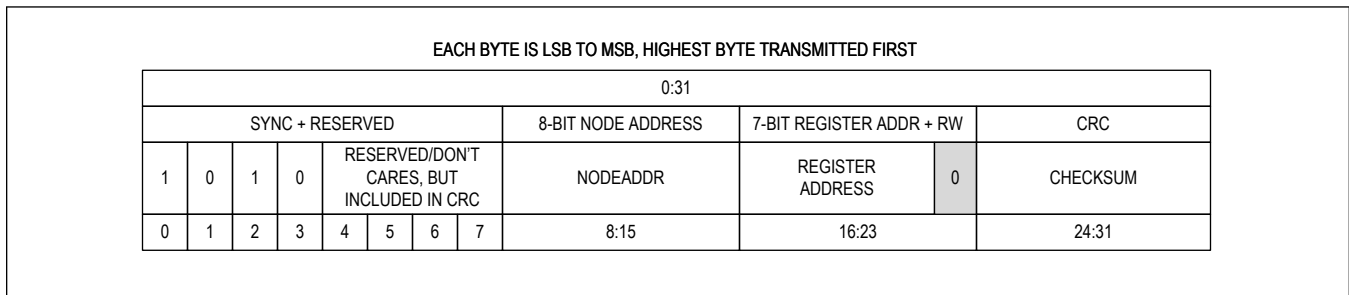 EACH BYTE IS LSB TO MSB, HIGHEST BYTE TRANSMITTED FIRST
0:31
SYNC + RESERVED 8-BIT NODE ADDRESS 7-BIT REGISTER ADDR + RW CRC
1 0 1 0 RESERVED/DON'T CARES, BUT INCLUDED IN CRC NODEADDR REGISTER ADDRESS 0 CHECKSUM
0 1 2 3 4 5 6 7 8:15 16:23 24:31